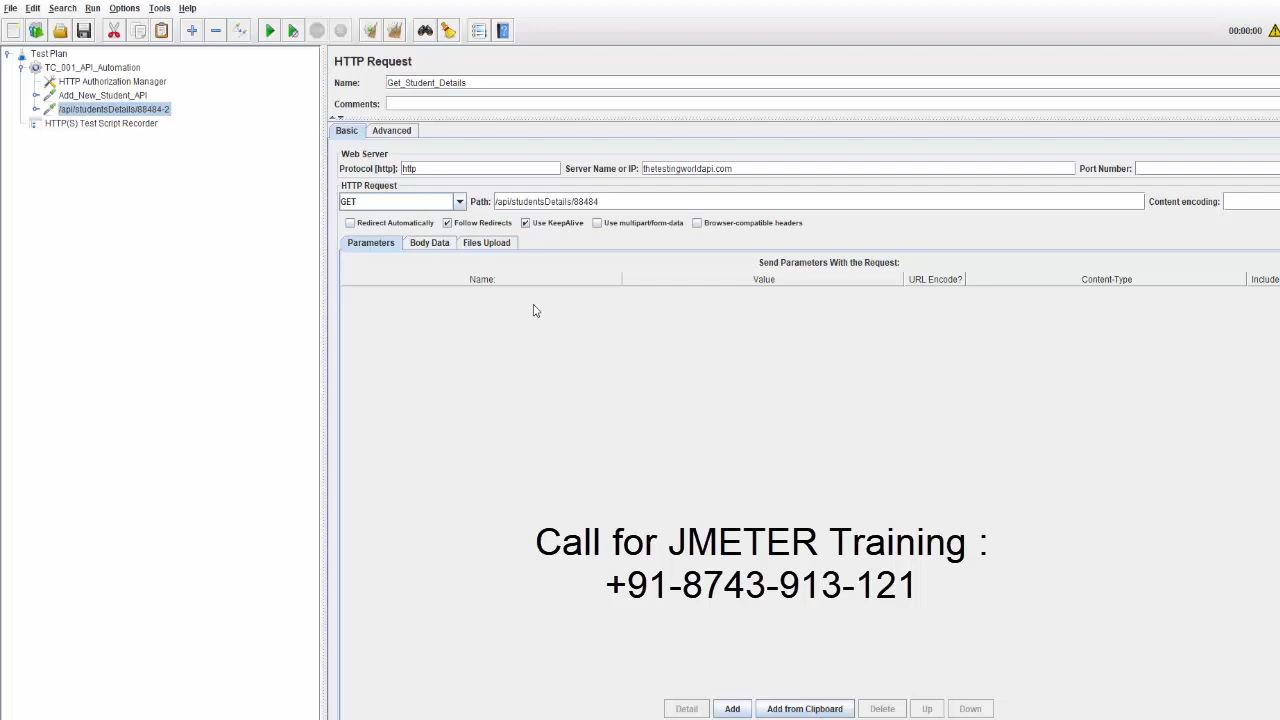 File Edit Search Run Options Tools Help
00:00:00
Test Plan
TC_001_API_Automation
HTTP Authorization Manager
Add_New_Student_API
/api/studentsDetails/88484-2
HTTP(S) Test Script Recorder
HTTP Request
Name: Get_Student_Details
Comments:
Basic Advanced
Web Server
Protocol [http]: http Server Name or IP: thetestingworldapi.com Port Number:
HTTP Request
GET Path: /api/studentsDetails/88484 Content encoding:
Redirect Automatically Follow Redirects Use KeepAlive Use multipart/form-data Browser-compatible headers
Parameters Body Data Files Upload
Send Parameters With the Request:
Name: Value URL Encode? Content-Type Include
Call for JMETER Training :
+91-8743-913-121
Detail Add Add from Clipboard Delete Up Down